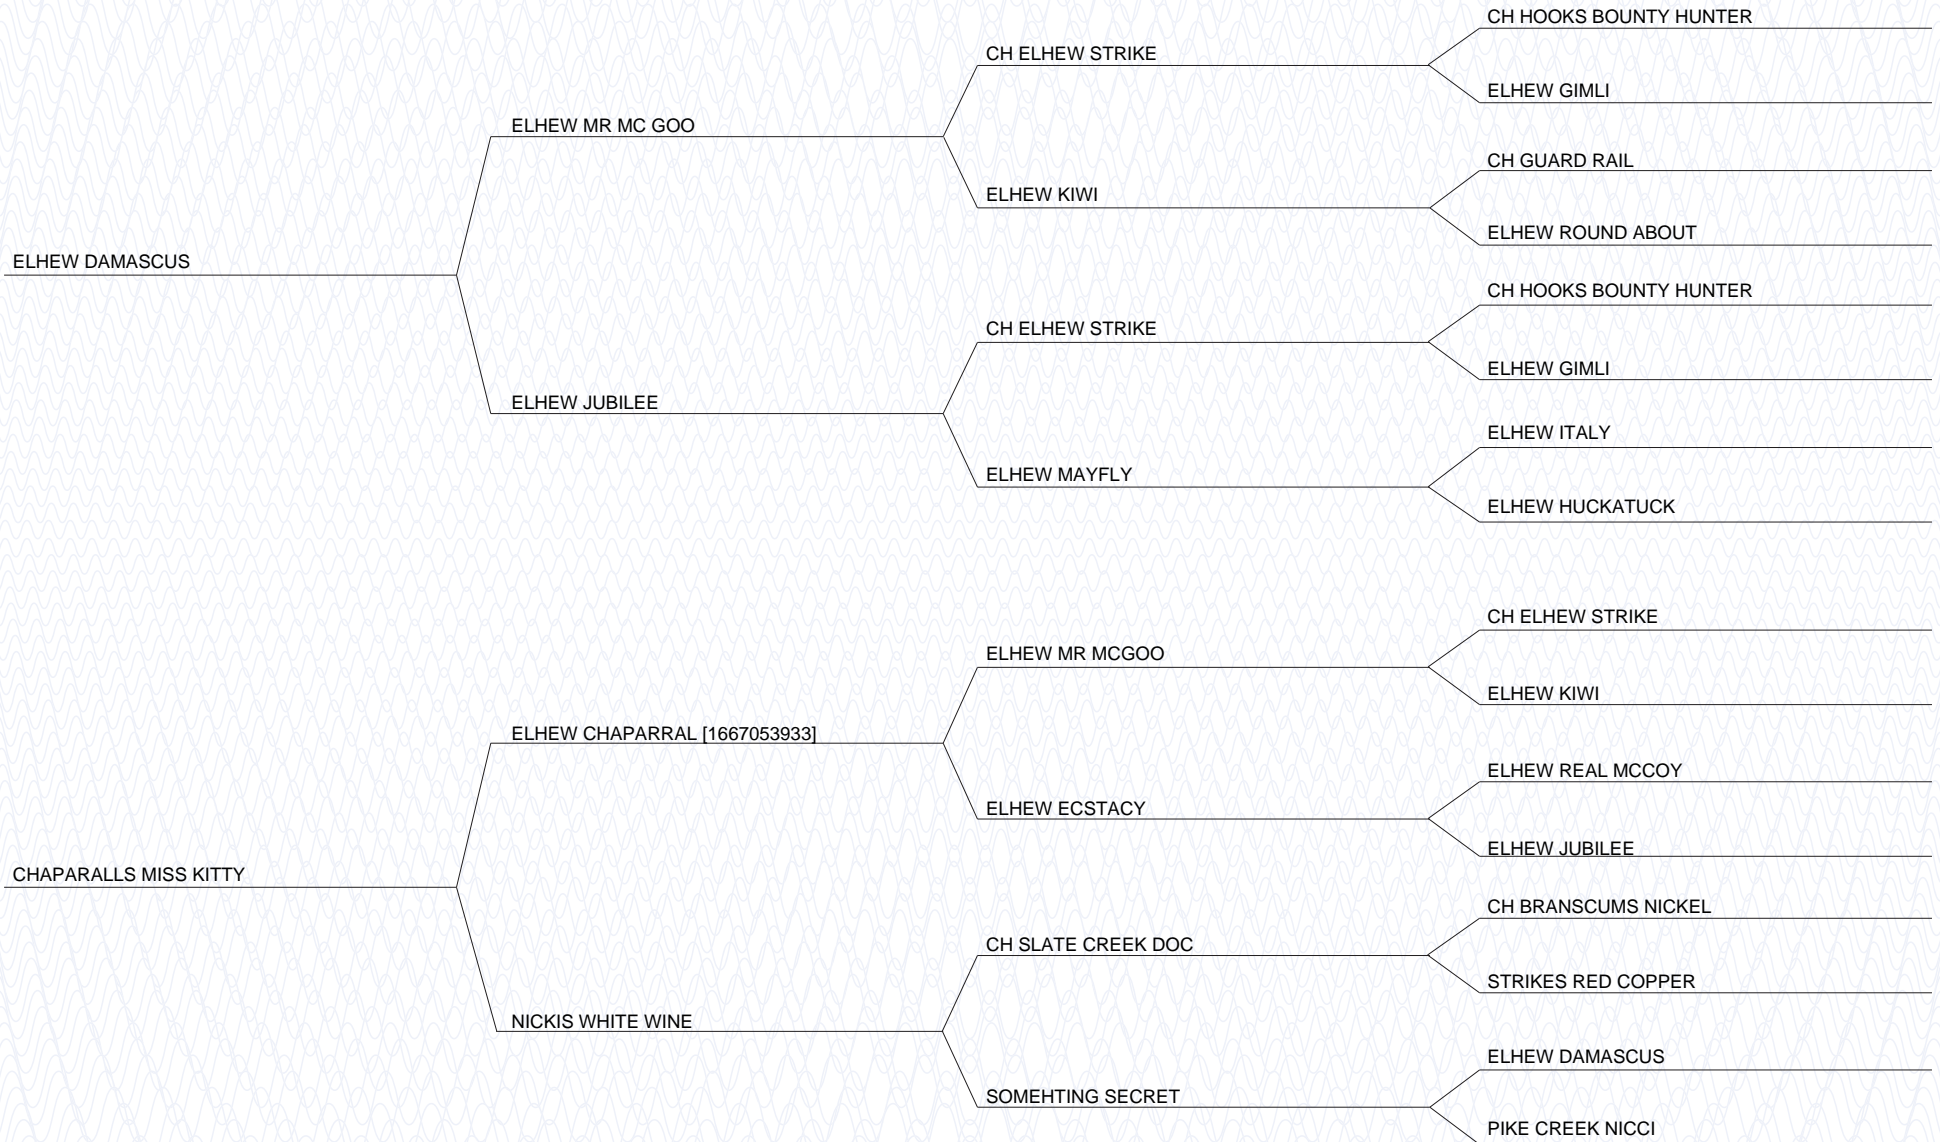 CH HOOKS BOUNTY HUNTER
CH ELHEW STRIKE
ELHEW GIMLI
ELHEW MR MC GOO
CH GUARD RAIL
ELHEW KIWI
ELHEW ROUND ABOUT
ELHEW DAMASCUS
CH HOOKS BOUNTY HUNTER
CH ELHEW STRIKE
ELHEW GIMLI
ELHEW JUBILEE
ELHEW ITALY
ELHEW MAYFLY
ELHEW HUCKATUCK
CH ELHEW STRIKE
ELHEW MR MCGOO
ELHEW KIWI
ELHEW CHAPARRAL [1667053933]
ELHEW REAL MCCOY
ELHEW ECSTACY
ELHEW JUBILEE
CHAPARALLS MISS KITTY
CH BRANSCUMS NICKEL
CH SLATE CREEK DOC
STRIKES RED COPPER
NICKIS WHITE WINE
ELHEW DAMASCUS
SOMEHTING SECRET
PIKE CREEK NICCI